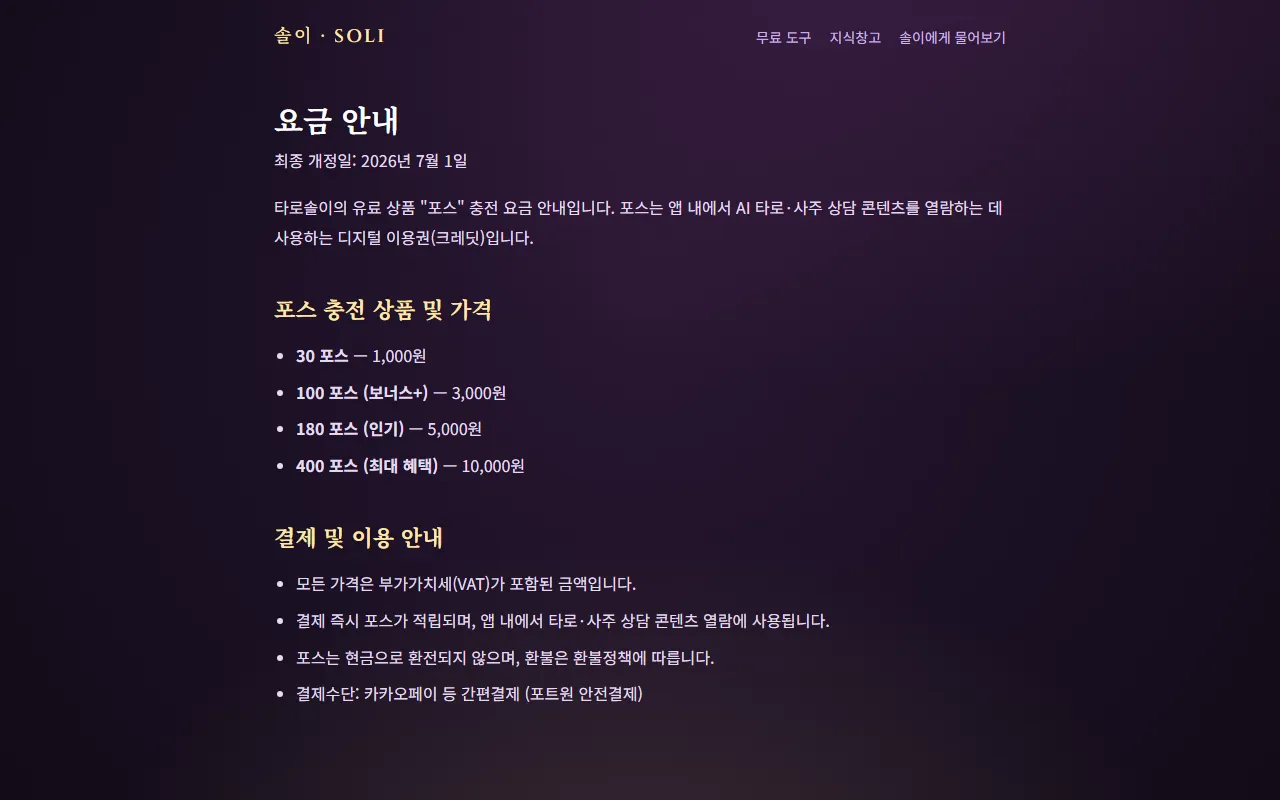 솔이 · SOLI
무료 도구 지식창고 솔이에게 물어보기
요금 안내
최종 개정일: 2026년 7월 1일
타로솔이의 유료 상품 "포스" 충전 요금 안내입니다. 포스는 앱 내에서 AI 타로·사주 상담 콘텐츠를 열람하는 데
사용하는 디지털 이용권(크레딧)입니다.
포스 충전 상품 및 가격
• 30 포스 — 1,000원
• 100 포스 (보너스+) — 3,000원
• 180 포스 (인기) — 5,000원
• 400 포스 (최대 혜택) — 10,000원
결제 및 이용 안내
• 모든 가격은 부가가치세(VAT)가 포함된 금액입니다.
• 결제 즉시 포스가 적립되며, 앱 내에서 타로·사주 상담 콘텐츠 열람에 사용됩니다.
• 포스는 현금으로 환전되지 않으며, 환불은 환불정책에 따릅니다.
• 결제수단: 카카오페이 등 간편결제 (포트원 안전결제)